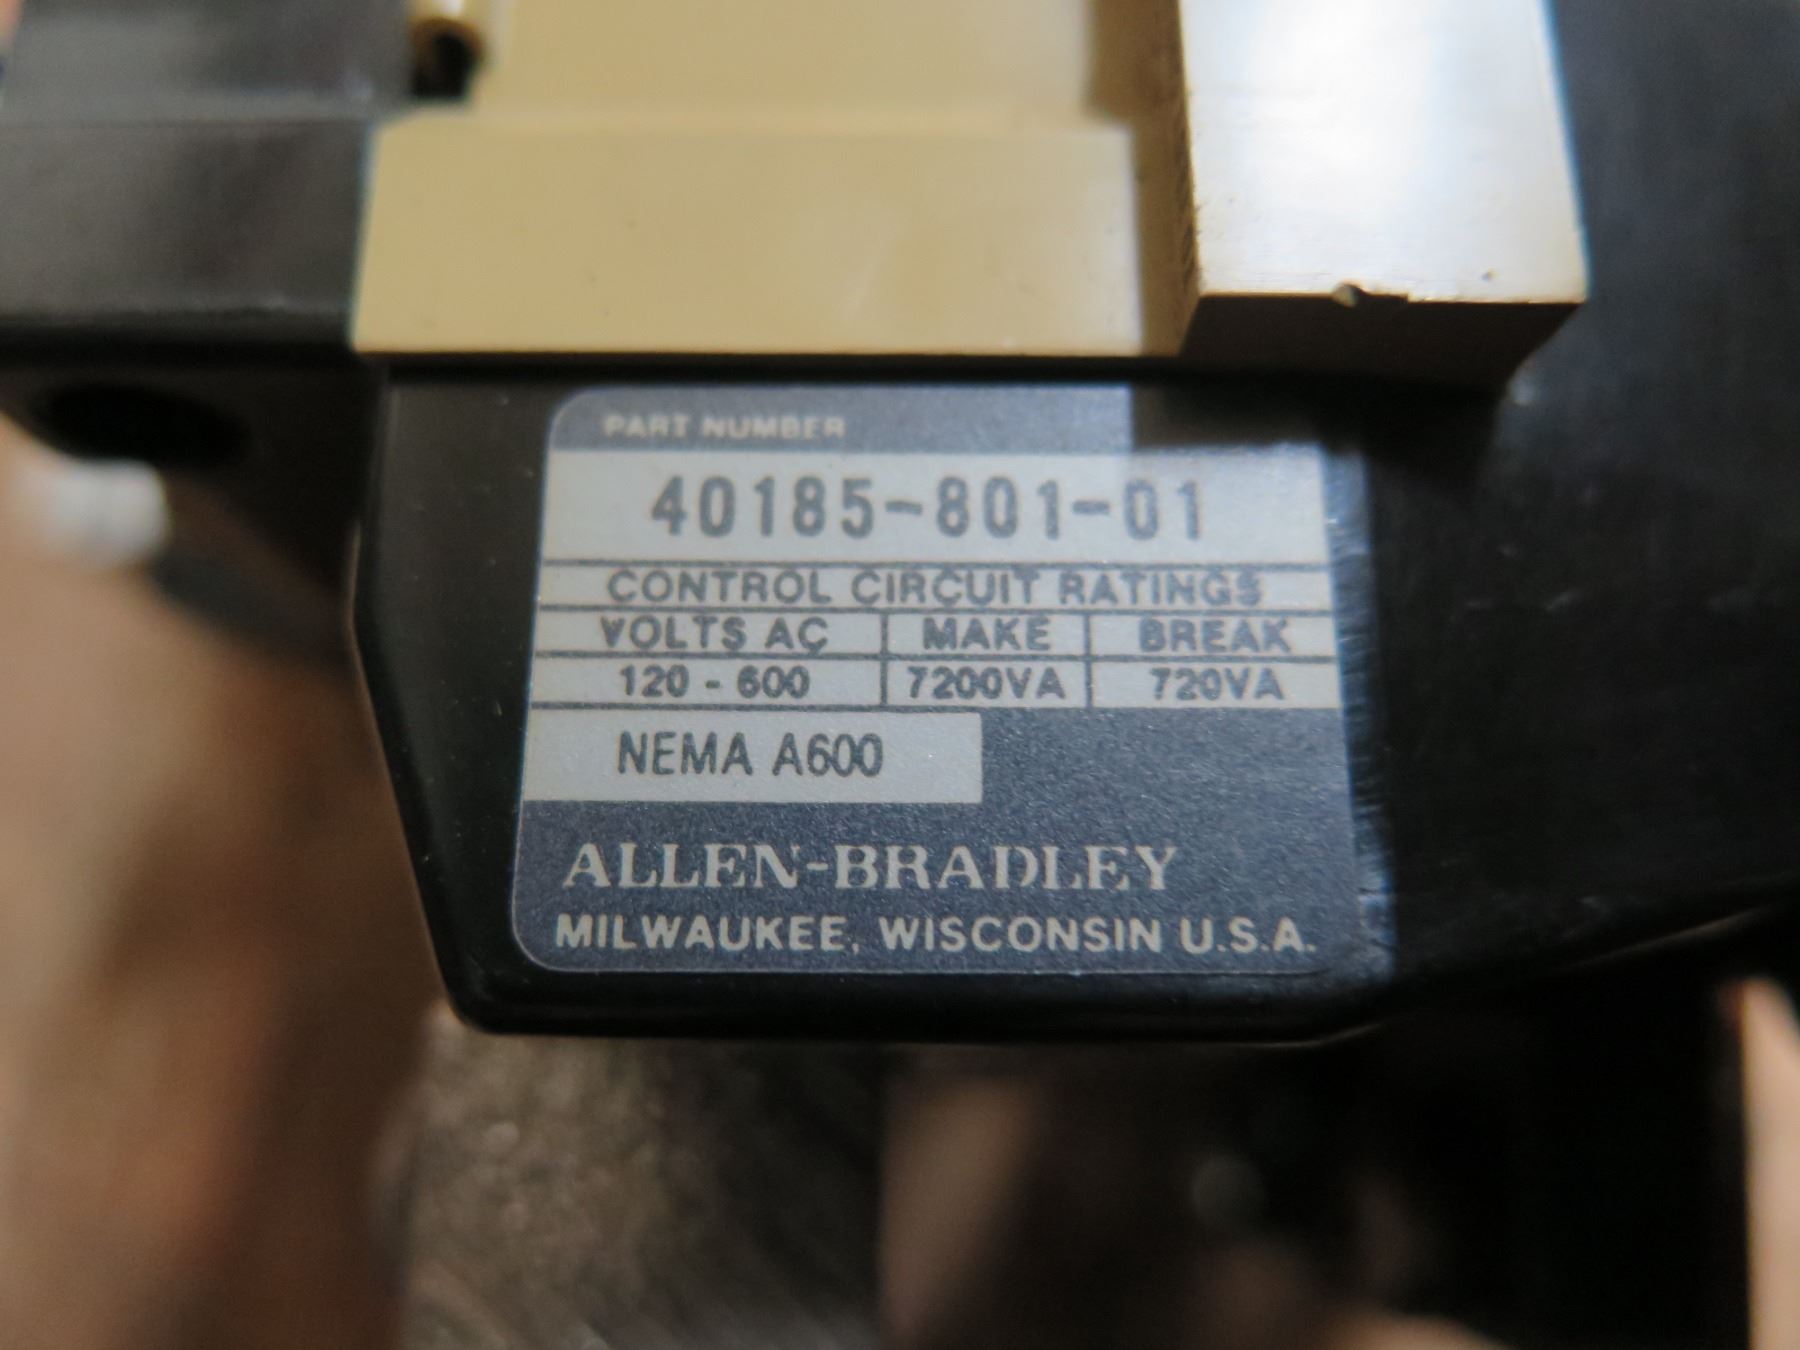 PART NUMBER
40185-801-01
CONTROL CIRCUIT RATINGS
VOLTS AC MAKE BREAK
120 - 600 7200VA 720VA
NEMA A600
ALLEN-BRADLEY
MILWAUKEE, WISCONSIN U.S.A.